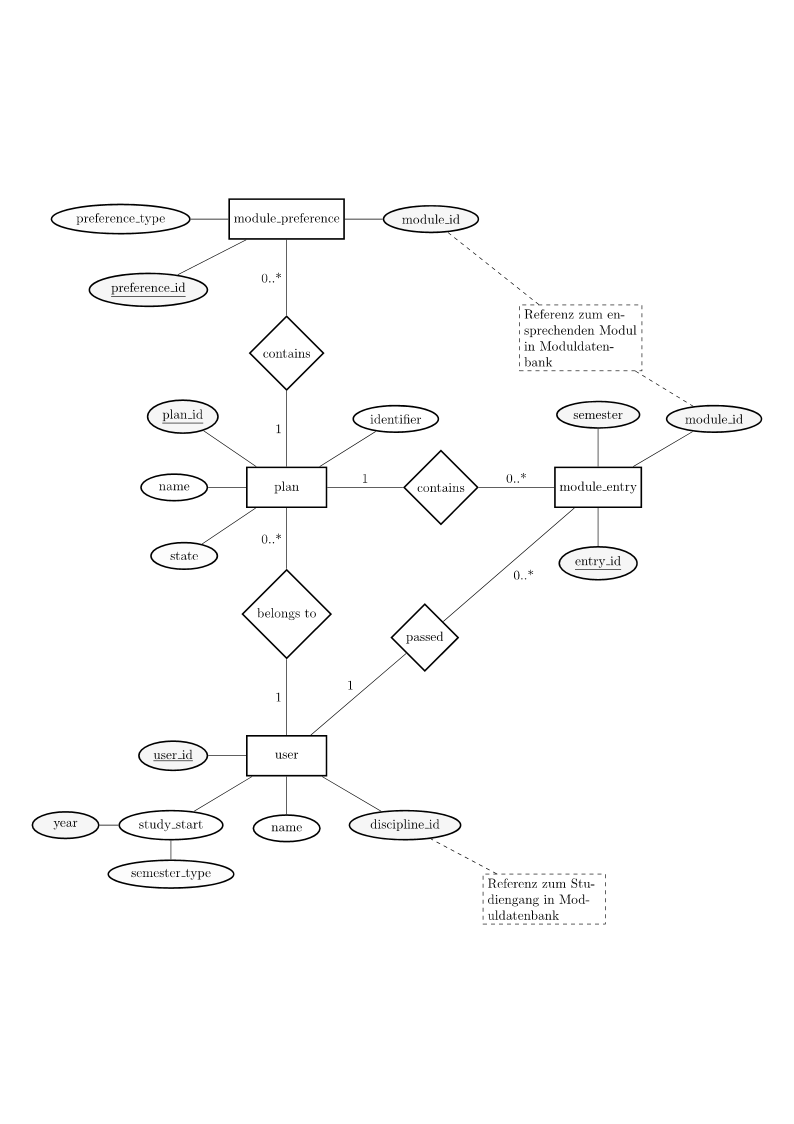 preference_type
module_preference
module_id
preference_id
0..*
Referenz zum en-
sprechenden Modul
in Moduldaten-
bank
contains
plan_id
identifier
semester
module_id
1
name
plan
1
contains
0..*
module_entry
state
0..*
entry_id
0..*
belongs to
passed
1
1
user_id
user
year
study_start
name
discipline_id
semester_type
Referenz zum Stu-
diengang in Mod-
uldatenbank